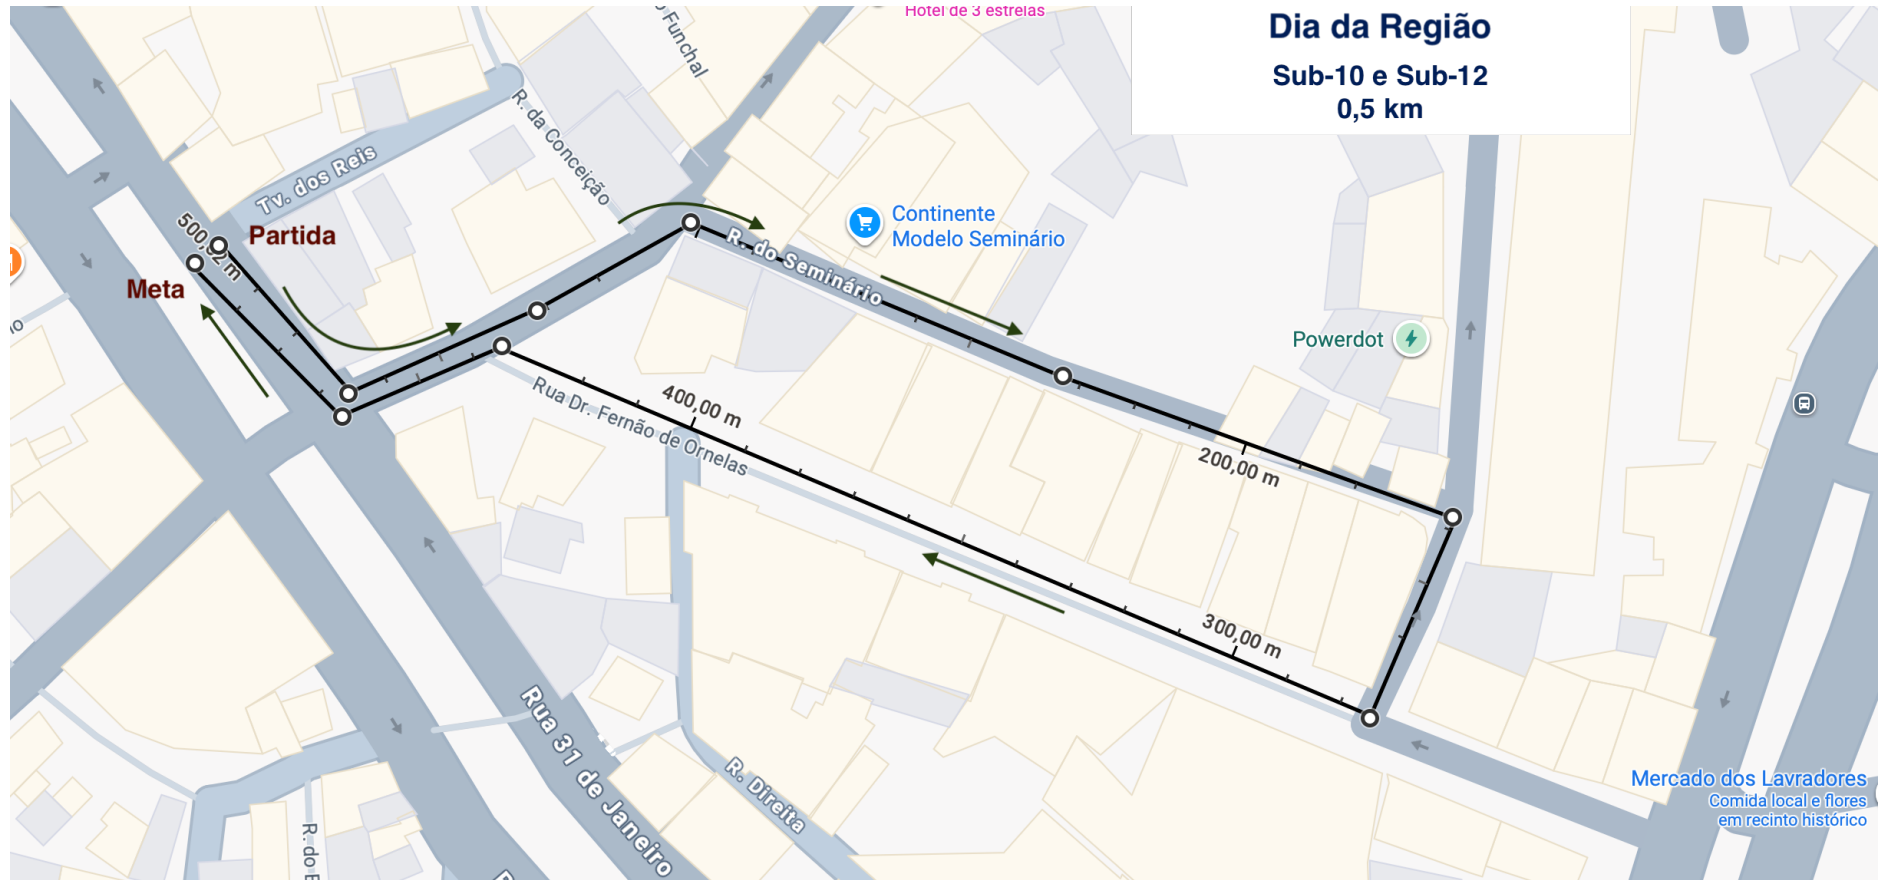 Hotel de 3 estrelas
Dia da Região
Sub-10 e Sub-12
0,5 km
Funchal
R. da Conceição
Tv. dos Reis
Partida
Meta
Continente
Modelo Seminário
R. do Seminário
Powerdot
Rua Dr. Fernão de Ornelas
400,00 m
200,00 m
300,00 m
Rua 31 de Janeiro
R. Direita
Mercado dos Lavradores
Comida local e flores
em recinto histórico